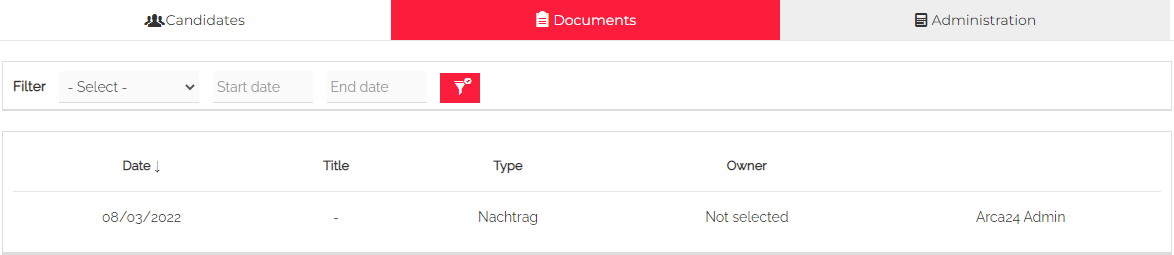 Candidates Documents Administration
Filter - Select - Start date End date
Date ↓ Title Type Owner
08/03/2022 - Nachtrag Not selected Arca24 Admin